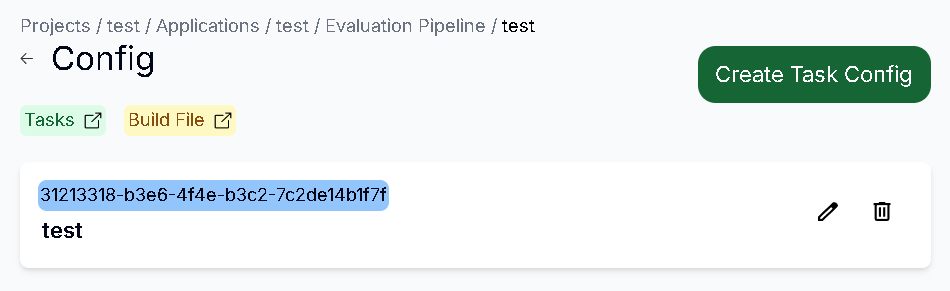 Projects / test / Applications / test / Evaluation Pipeline / test
← Config
Create Task Config
Tasks
Build File
31213318-b3e6-4f4e-b3c2-7c2de14b1f7f
test